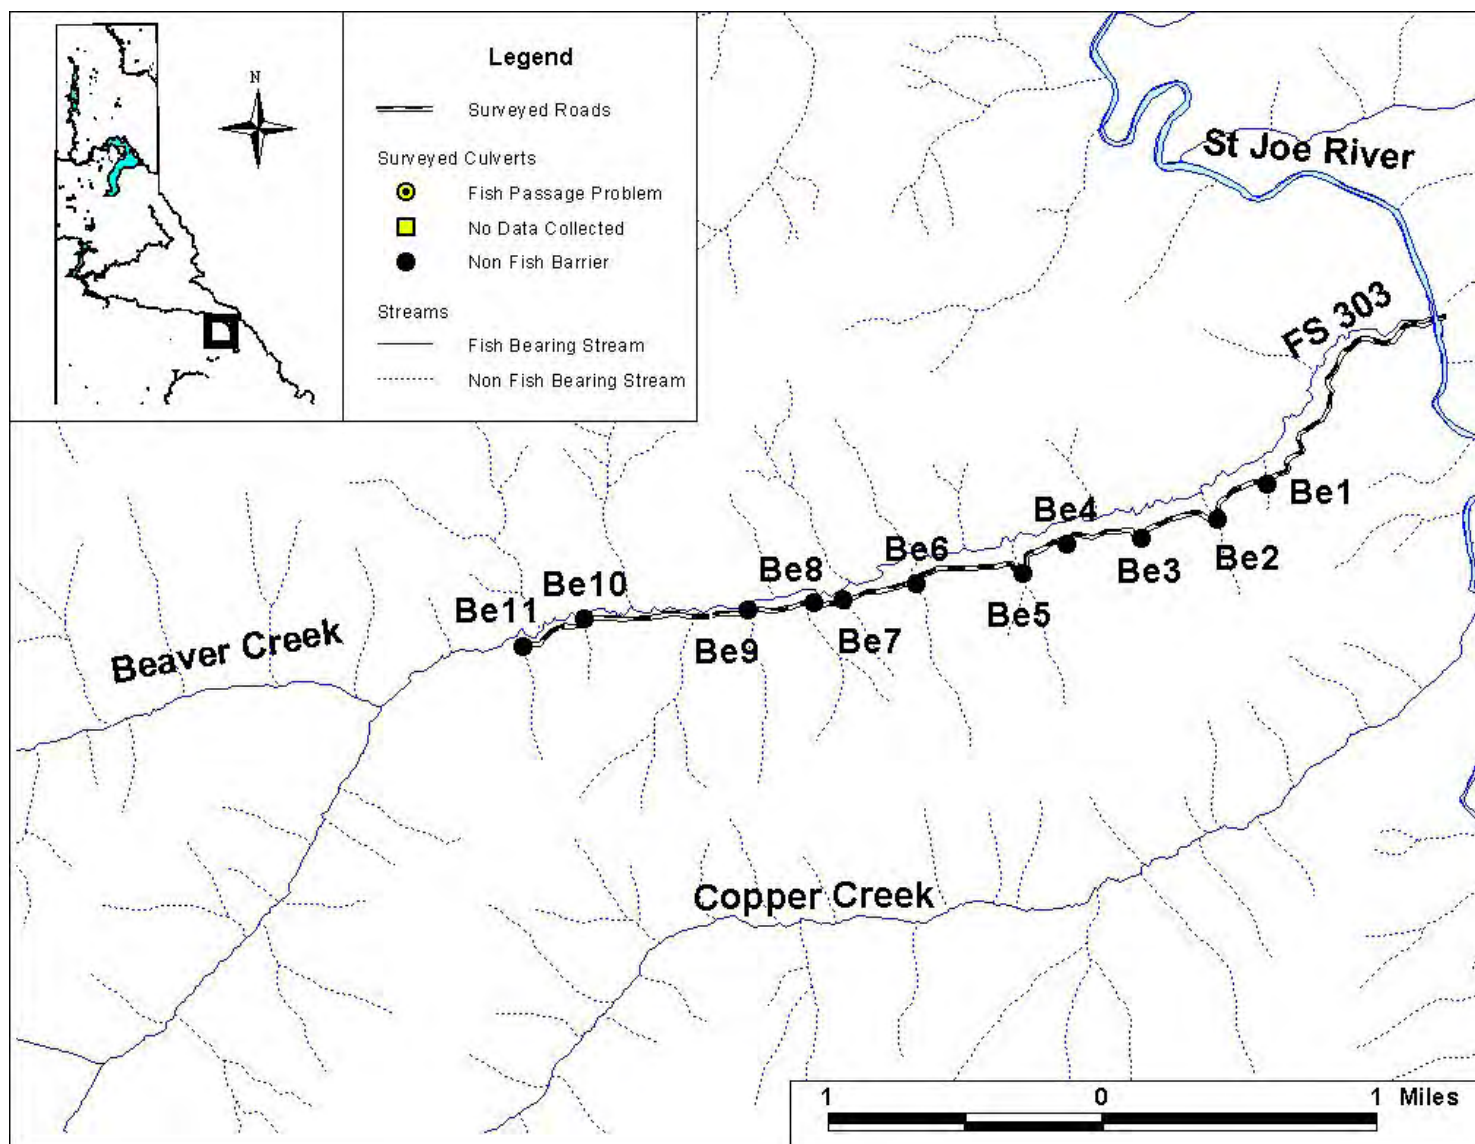 N
Legend
Surveyed Roads
Surveyed Culverts
Fish Passage Problem
No Data Collected
Non Fish Barrier
Streams
Fish Bearing Stream
Non Fish Bearing Stream
St Joe River
FS 303
Be1
Be2
Be3
Be4
Be5
Be6
Be7
Be8
Be9
Be10
Be11
Beaver Creek
Copper Creek
1 0 1 Miles